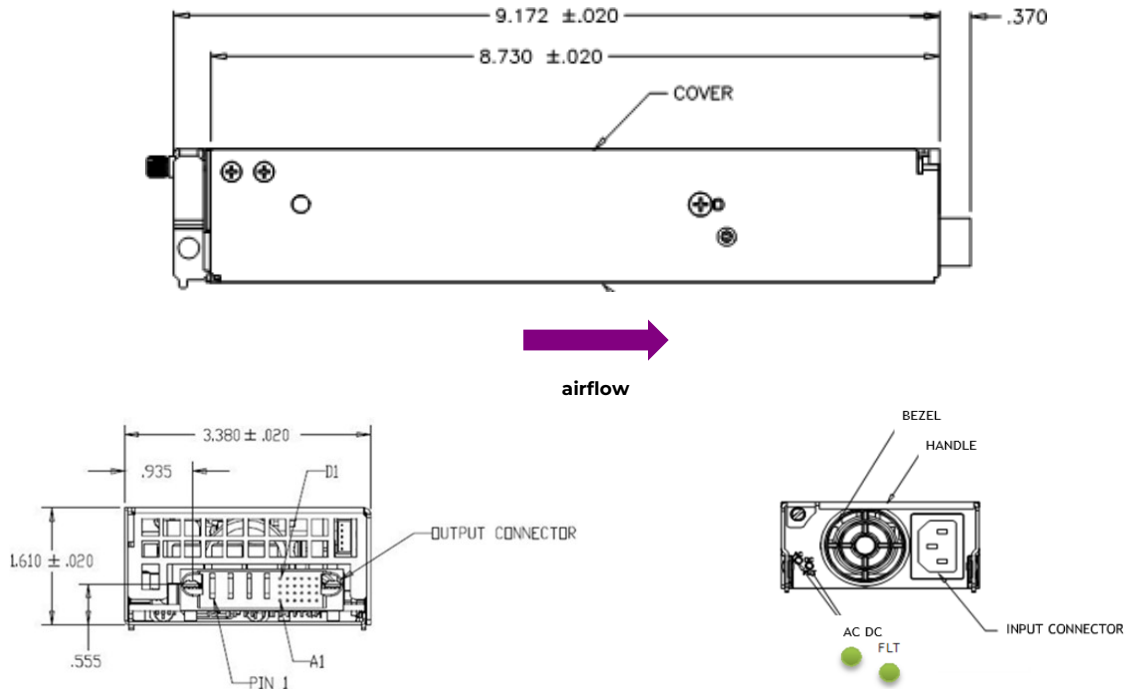 9.172 ±.020
.370
8.730 ±.020
COVER
airflow
BEZEL
HANDLE
3.380 ± .020
.935
D1
OUTPUT CONNECTOR
1.610 ± .020
.555
A1
PIN 1
INPUT CONNECTOR
AC DC
FLT